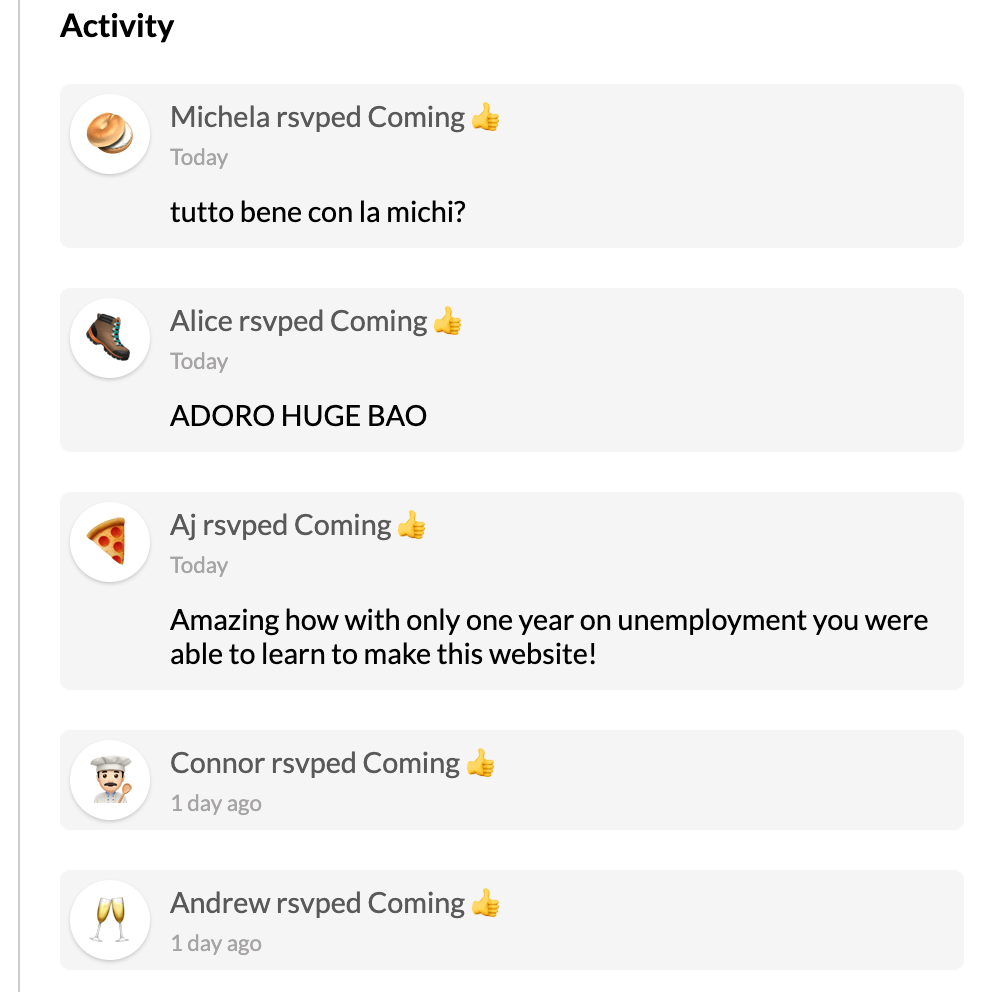 Activity
Michela rsvped Coming 👍
Today
tutto bene con la michi?
Alice rsvped Coming 👍
Today
ADORO HUGE BAO
Aj rsvped Coming 👍
Today
Amazing how with only one year on unemployment you were
able to learn to make this website!
Connor rsvped Coming 👍
1 day ago
Andrew rsvped Coming 👍
1 day ago